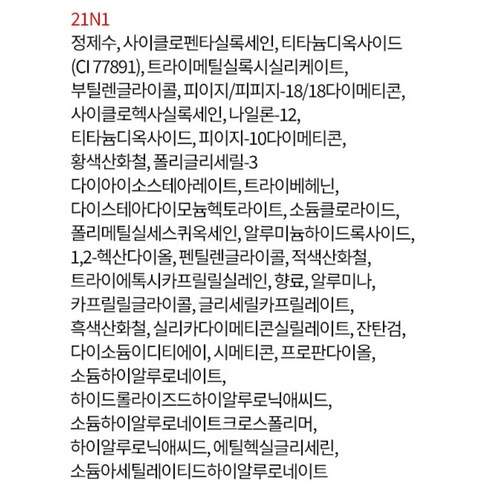 21N1
정제수, 사이클로펜타실록세인, 티타늄디옥사이드
(CI 77891), 트라이메틸실록시실리케이트,
부틸렌글라이콜, 피이지/피피지-18/18다이메티콘,
사이클로헥사실록세인, 나일론-12,
티타늄디옥사이드, 피이지-10다이메티콘,
황색산화철, 폴리글리세릴-3
다이아이소스테아레이트, 트라이베헤닌,
다이스테아다이모늄헥토라이트, 소듐클로라이드,
폴리메틸실세스퀴옥세인, 알루미늄하이드록사이드,
1,2-헥산다이올, 펜틸렌글라이콜, 적색산화철,
트라이에톡시카프릴릴실레인, 향료, 알루미나,
카프릴릴글라이콜, 글리세릴카프릴레이트,
흑색산화철, 실리카다이메티콘실릴레이트, 잔탄검,
다이소듐이디티에이, 시메티콘, 프로판다이올,
소듐하이알루로네이트,
하이드롤라이즈드하이알루로닉애씨드,
소듐하이알루로네이트크로스폴리머,
하이알루로닉애씨드, 에틸헥실글리세린,
소듐아세틸레이티드하이알루로네이트